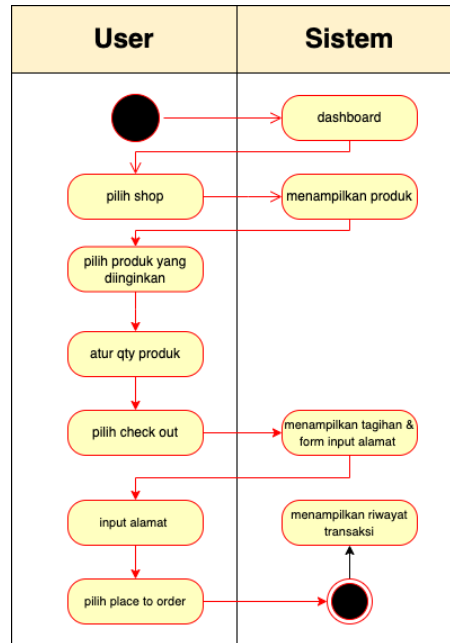 User
Sistem
dashboard
pilih shop
menampilkan produk
pilih produk yang
diinginkan
atur qty produk
pilih check out
menampilkan tagihan &
form input alamat
input alamat
menampilkan riwayat
transaksi
pilih place to order